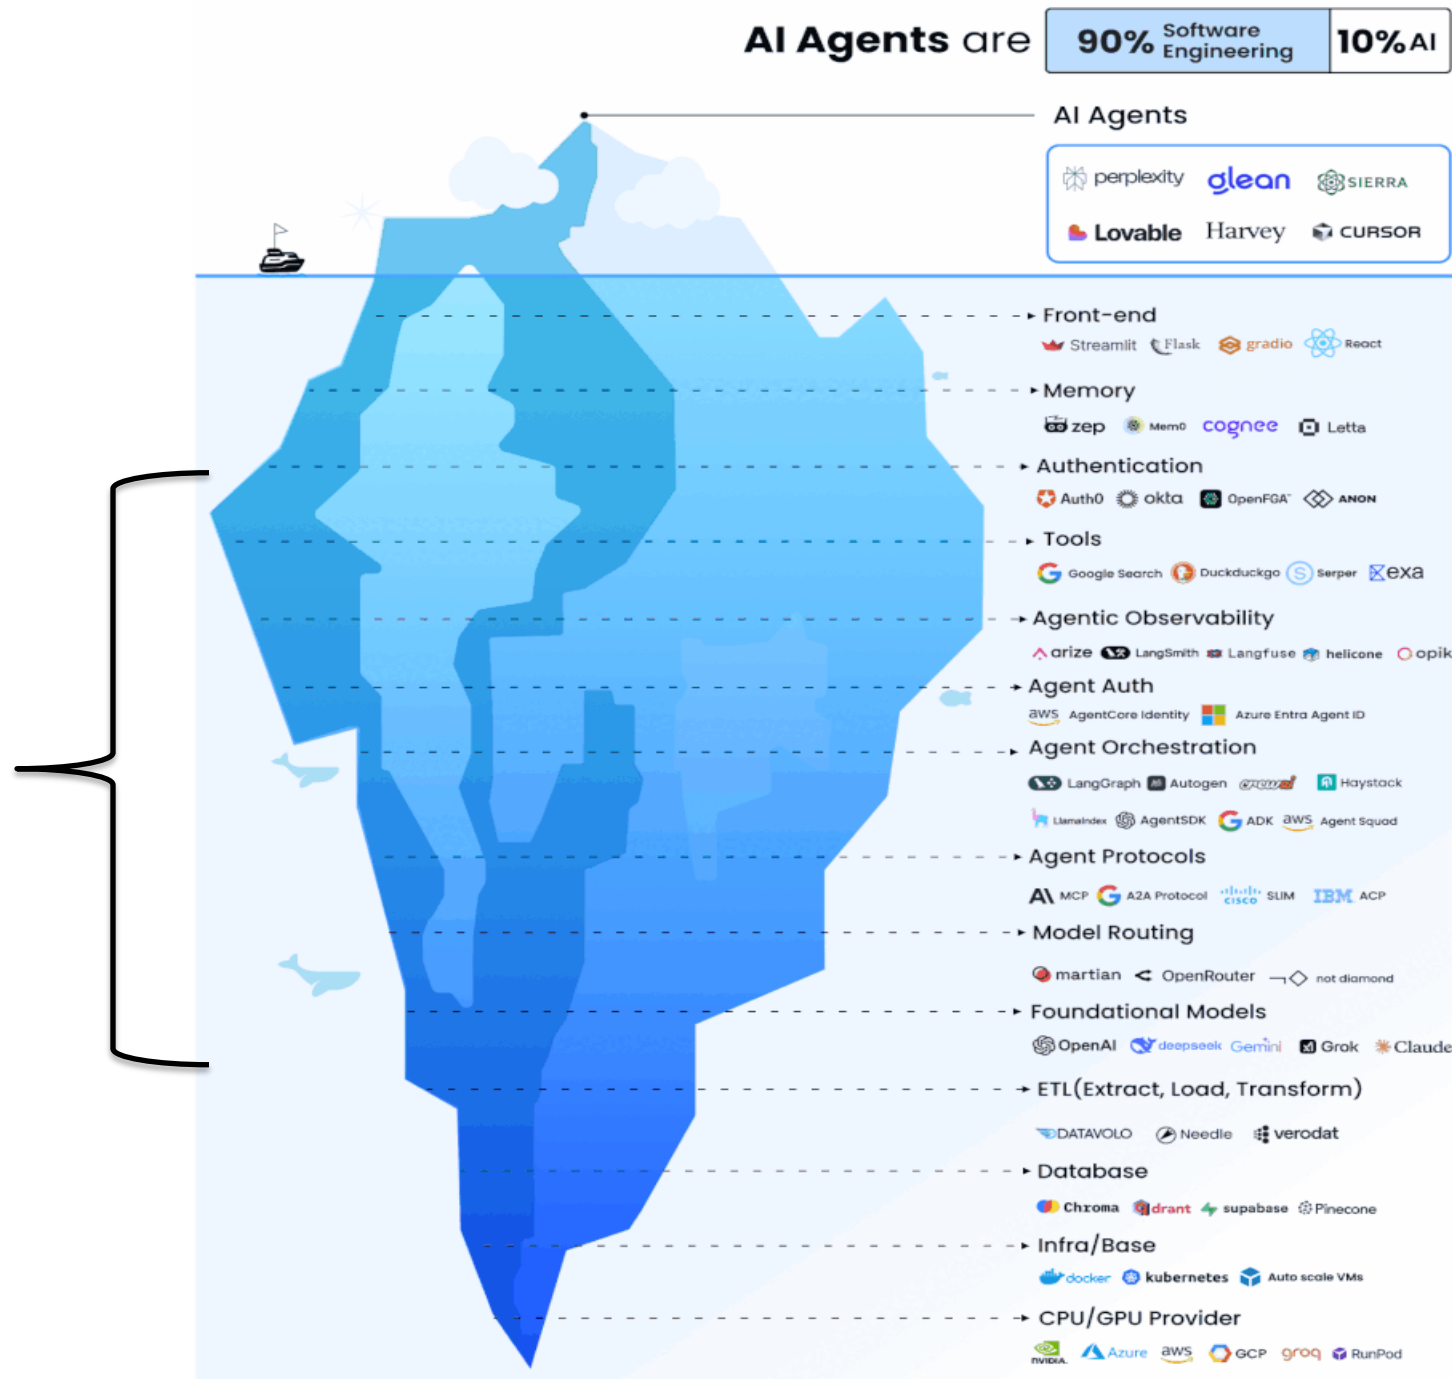 AI Agents are 90% Software Engineering 10% AI
AI Agents
perplexity glean SIERRA
Lovable Harvey CURSOR
Front-end
Streamlit Flask gradio React
Memory
zep Mem0 cognee Letta
Authentication
Auth0 okta OpenFGA™ ANON
Tools
Google Search Duckduckgo Serper exa
Agentic Observability
arize LangSmith Langfuse helicone opik
Agent Auth
aws AgentCore Identity Azure Entra Agent ID
Agent Orchestration
LangGraph Autogen crewai Haystack
LlamaIndex AgentSDK ADK aws Agent Squad
Agent Protocols
MCP A2A Protocol cisco SLIM IBM ACP
Model Routing
martian OpenRouter not diamond
Foundational Models
OpenAI deepseek Gemini Grok Claude
ETL(Extract, Load, Transform)
DATAVOLO Needle verodat
Database
Chroma qdrant supabase Pinecone
Infra/Base
docker kubernetes Auto scale VMs
CPU/GPU Provider
NVIDIA. Azure aws GCP groq RunPod